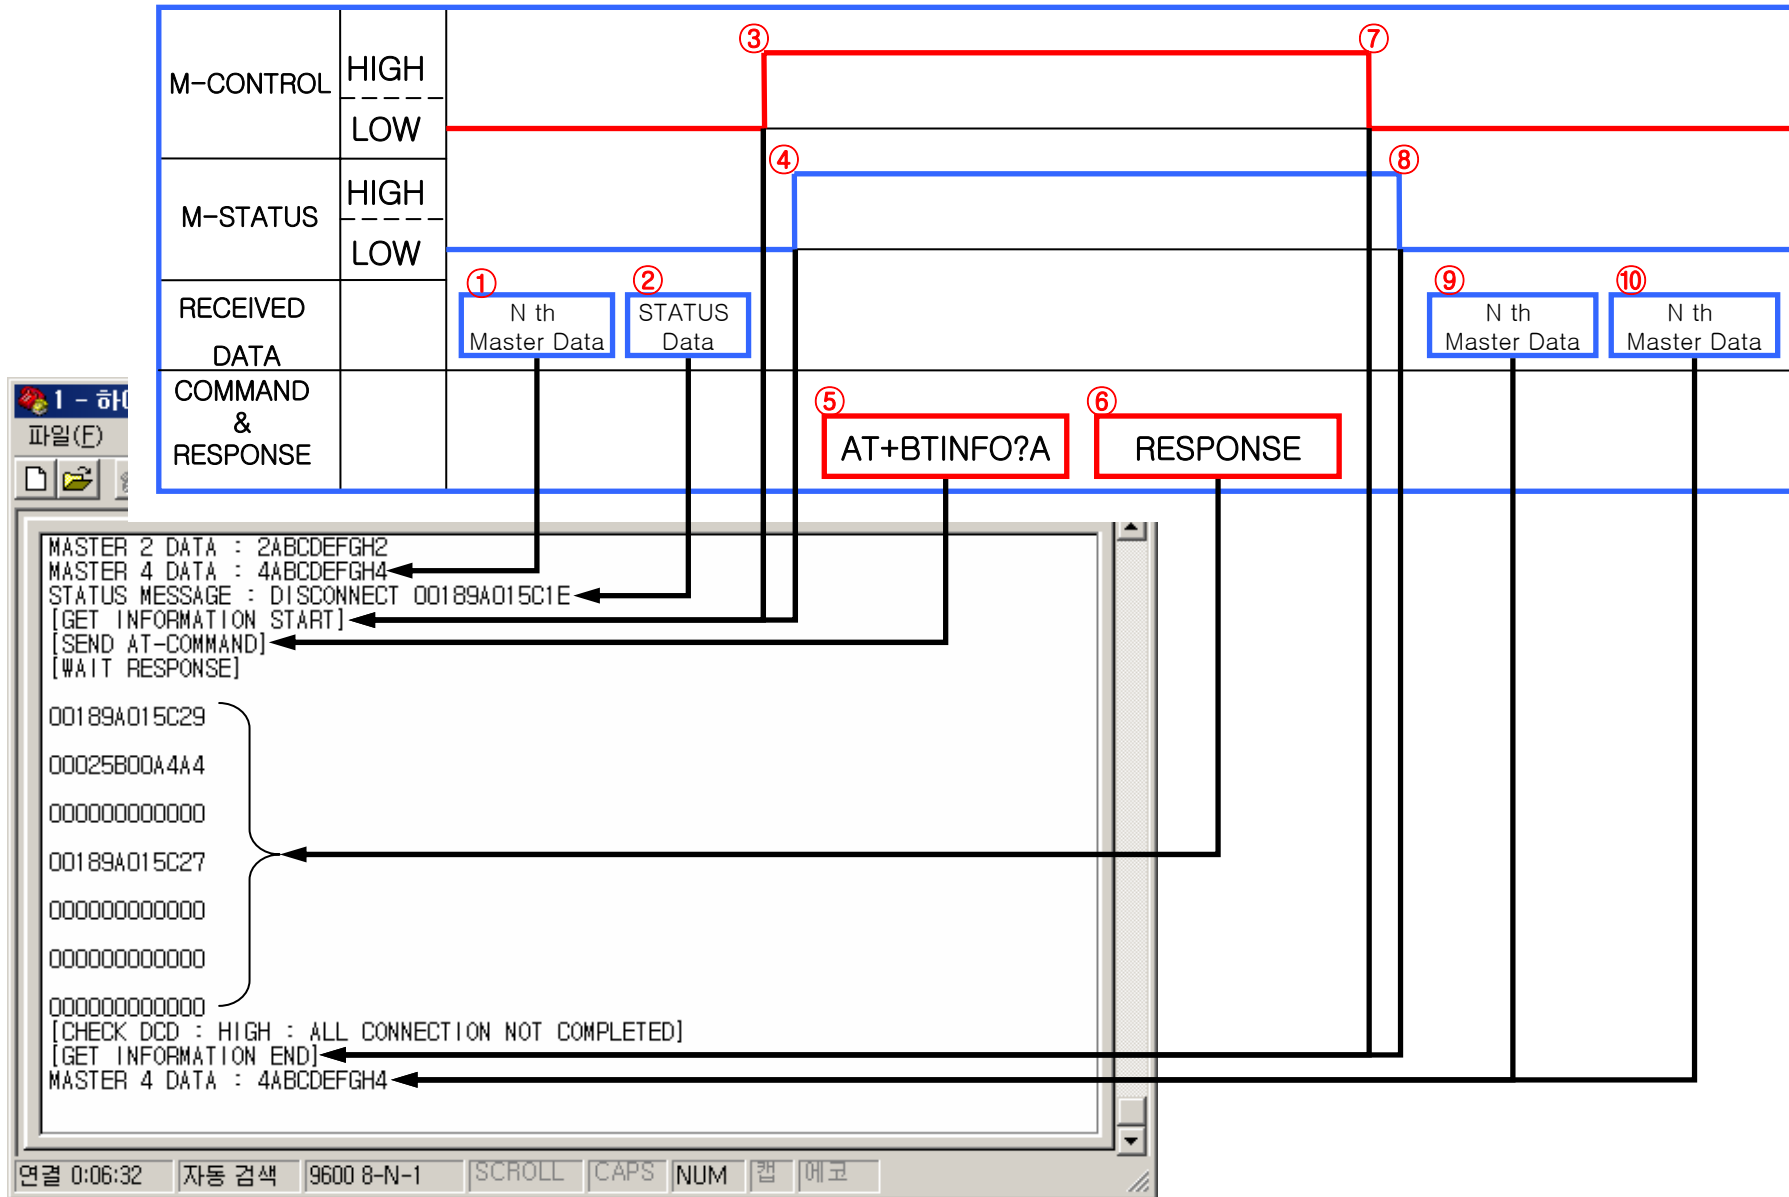 ③
⑦
M-CONTROL
HIGH
LOW
④
⑧
M-STATUS
HIGH
LOW
①
②
⑨
⑩
RECEIVED
DATA
N th
Master Data
STATUS
Data
N th
Master Data
N th
Master Data
COMMAND
&
RESPONSE
⑤
⑥
AT+BTINFO?A
RESPONSE
1 -
파일(F)
MASTER 2 DATA : 2ABCDEFGH2
MASTER 4 DATA : 4ABCDEFGH4
STATUS MESSAGE : DISCONNECT 00189A015C1E
[GET INFORMATION START]
[SEND AT-COMMAND]
[WAIT RESPONSE]
00189A015C29
00025B00A4A4
000000000000
00189A015C27
000000000000
000000000000
000000000000
[CHECK DCD : HIGH : ALL CONNECTION NOT COMPLETED]
[GET INFORMATION END]
MASTER 4 DATA : 4ABCDEFGH4
연결 0:06:32 자동 검색 9600 8-N-1 SCROLL CAPS NUM 캡 에코